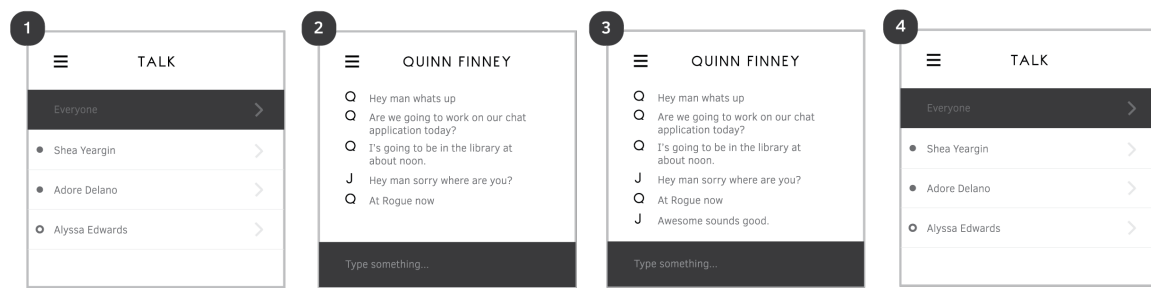 1
TALK
Everyone
Shea Yeargin
Adore Delano
Alyssa Edwards
2
QUINN FINNEY
Q Hey man whats up
Q Are we going to work on our chat
application today?
Q I's going to be in the library at
about noon.
J Hey man sorry where are you?
Q At Rogue now
Type something...
3
QUINN FINNEY
Q Hey man whats up
Q Are we going to work on our chat
application today?
Q I's going to be in the library at
about noon.
J Hey man sorry where are you?
Q At Rogue now
J Awesome sounds good.
Type something...
4
TALK
Everyone
Shea Yeargin
Adore Delano
Alyssa Edwards